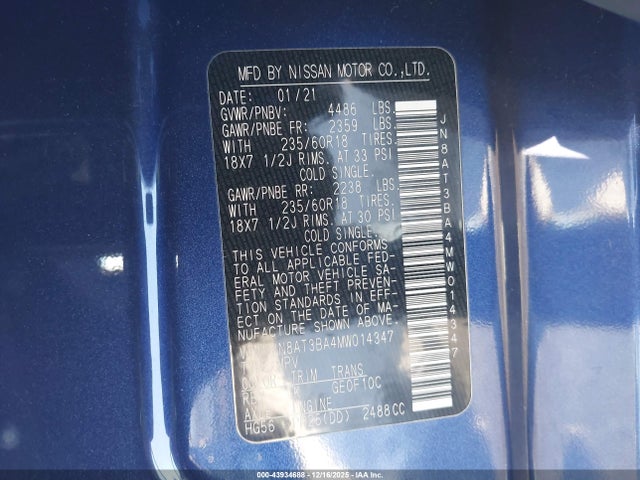 MFD BY NISSAN MOTOR CO.,LTD.
DATE: 01/21
GVWR/PNBV: 4486 LBS.
GAWR/PNBE FR: 2359 LBS.
WITH 235/60R18 TIRES.
18X7 1/2J RIMS. AT 33 PSI
COLD SINGLE.
GAWR/PNBE RR: 2238 LBS.
WITH 235/60R18 TIRES.
18X7 1/2J RIMS. AT 30 PSI
COLD SINGLE.
THIS VEHICLE CONFORMS
TO ALL APPLICABLE FED-
ERAL MOTOR VEHICLE SA-
FETY AND THEFT PREVEN-
TION STANDARDS IN EFF-
ECT ON THE DATE OF MA-
NUFACTURE SHOWN ABOVE.
N8AT3BA4MW014347
MPV
TRIM TRANS
GE0F10C
AXLE ENGINE
HG56 2488CC
JN8AT3BA4MW014347
© IAA 000-43934688 | 12/16/2025 | COPART